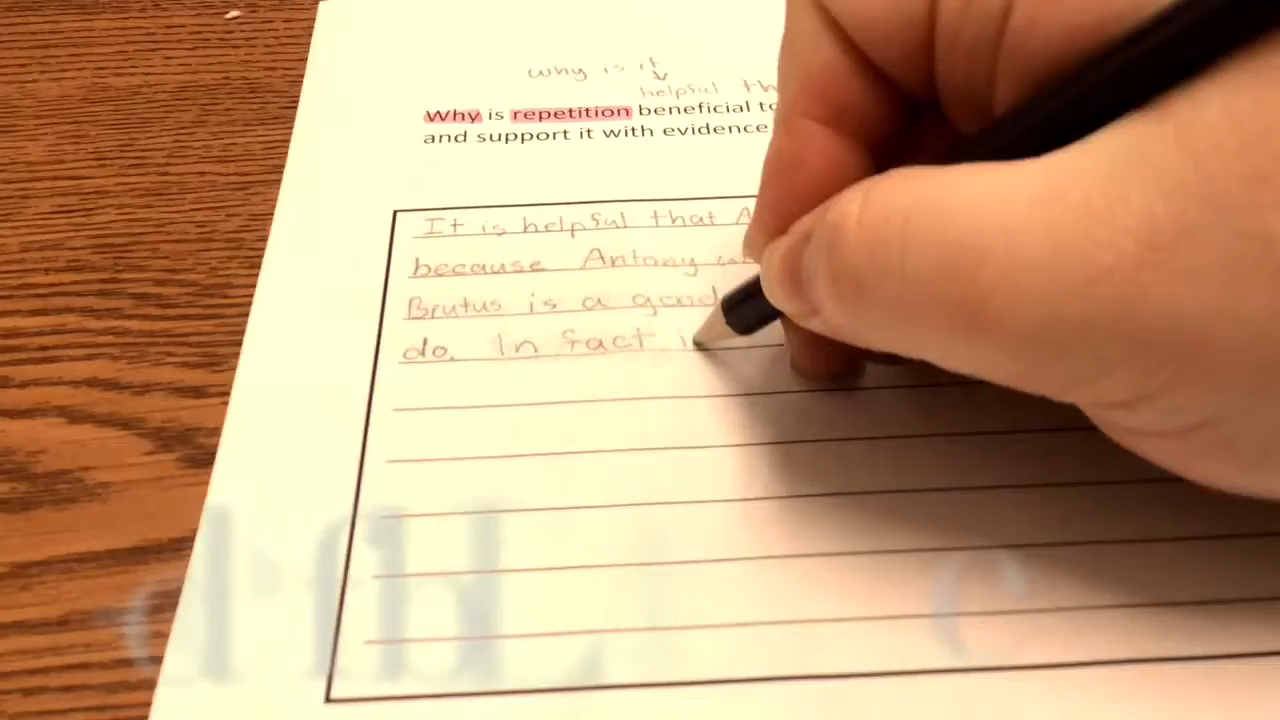 why is it
helpful th
Why is repetition beneficial to
and support it with evidence
It is helpful that A
because Antony
Brutus is a good
do. In fact i